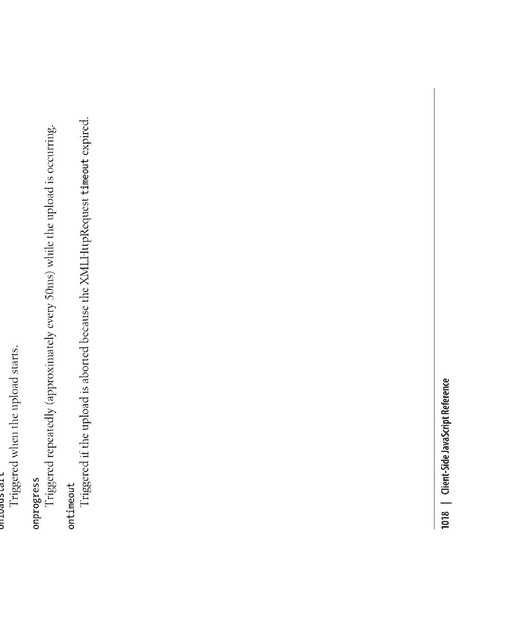 onloadstart
Triggered when the upload starts.
onprogress
Triggered repeatedly (approximately every 50ms) while the upload is occurring.
ontimeout
Triggered if the upload is aborted because the XMLHttpRequest timeout expired.
1018 | Client-Side JavaScript Reference